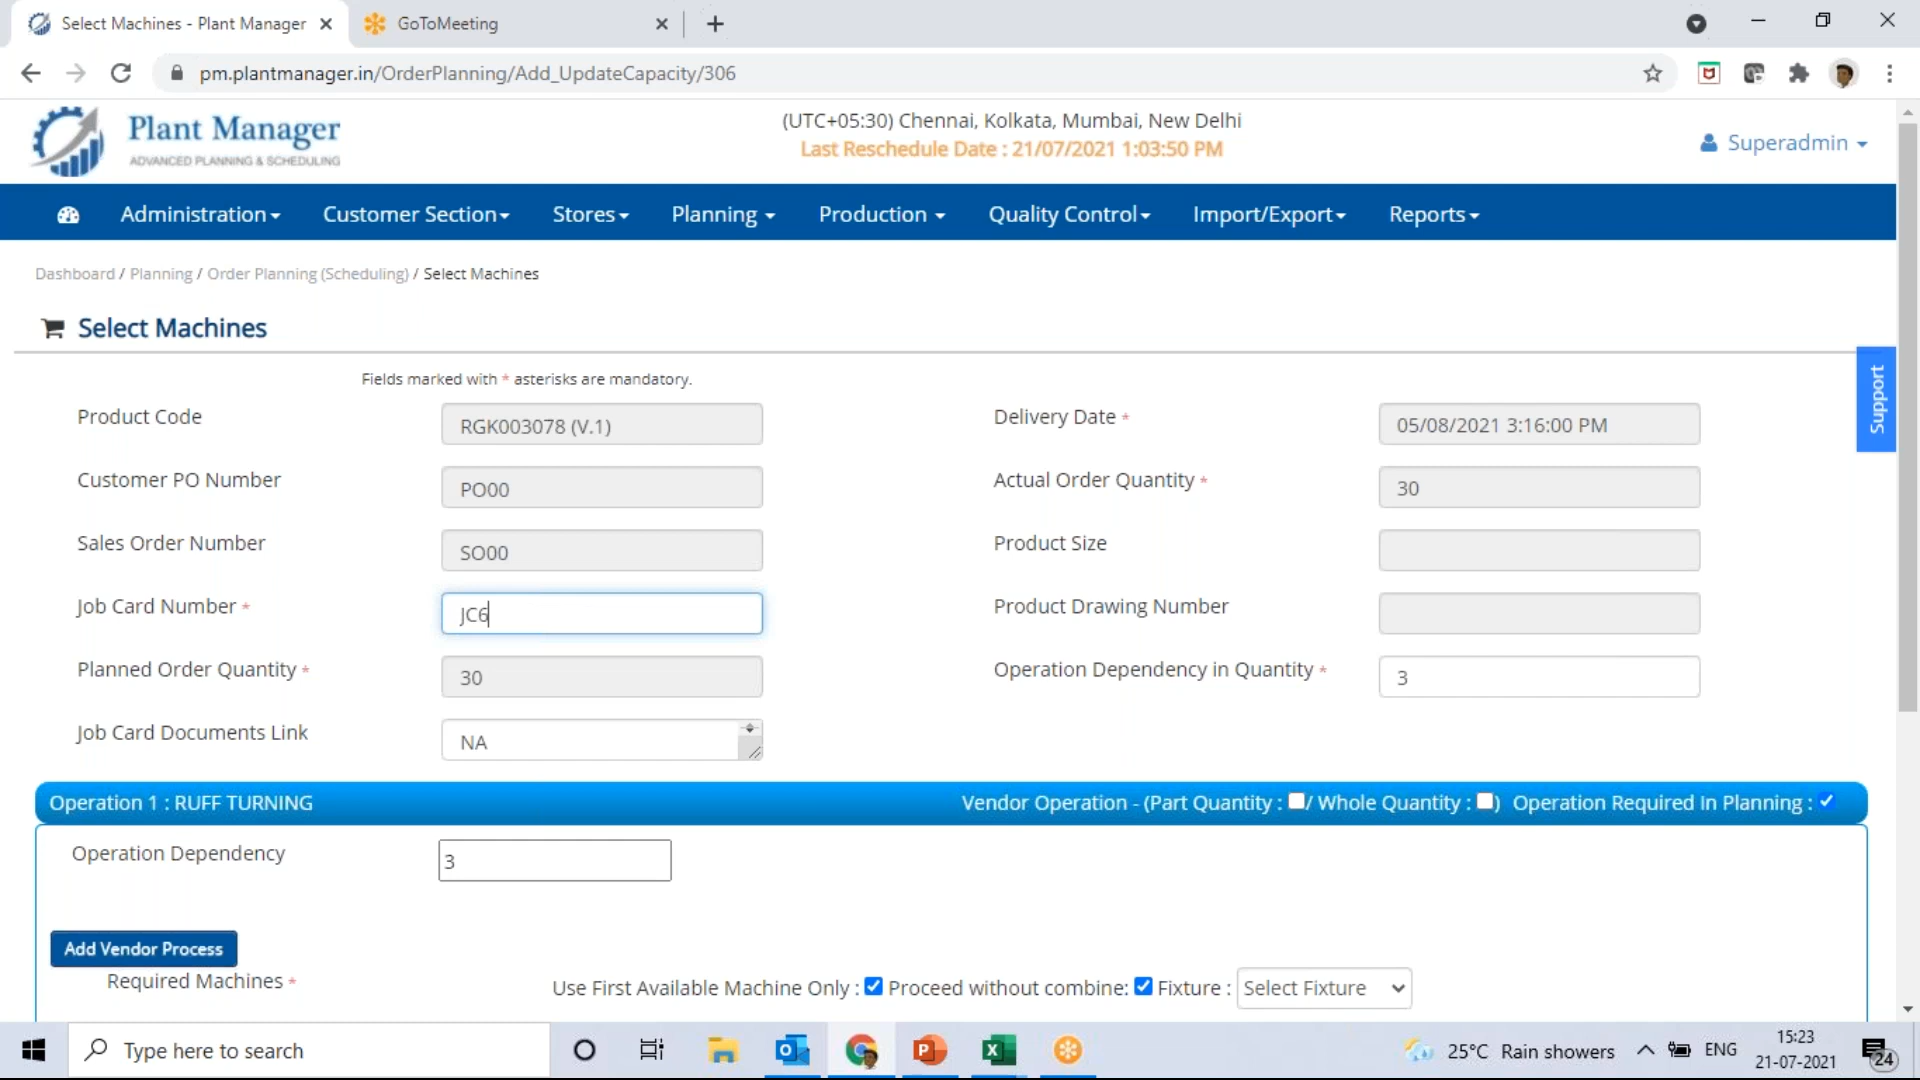 Select Machines - Plant Manager
GoToMeeting
pm.plantmanager.in/OrderPlanning/Add_UpdateCapacity/306
Plant Manager
ADVANCED PLANNING & SCHEDULING
(UTC+05:30) Chennai, Kolkata, Mumbai, New Delhi
Last Reschedule Date : 21/07/2021 1:03:50 PM
Superadmin
Administration Customer Section Stores Planning Production Quality Control Import/Export Reports
Dashboard / Planning / Order Planning (Scheduling) / Select Machines
Select Machines
Support
Fields marked with * asterisks are mandatory.
Product Code RGK003078 (V.1) Delivery Date * 05/08/2021 3:16:00 PM
Customer PO Number PO00 Actual Order Quantity * 30
Sales Order Number SO00 Product Size
Job Card Number * JC6 Product Drawing Number
Planned Order Quantity * 30 Operation Dependency in Quantity * 3
Job Card Documents Link NA
Operation 1 : RUFF TURNING Vendor Operation - (Part Quantity : / Whole Quantity : ) Operation Required In Planning :
Operation Dependency 3
Add Vendor Process
Required Machines * Use First Available Machine Only : Proceed without combine: Fixture : Select Fixture
Type here to search
25°C Rain showers
ENG
15:23
21-07-2021
24